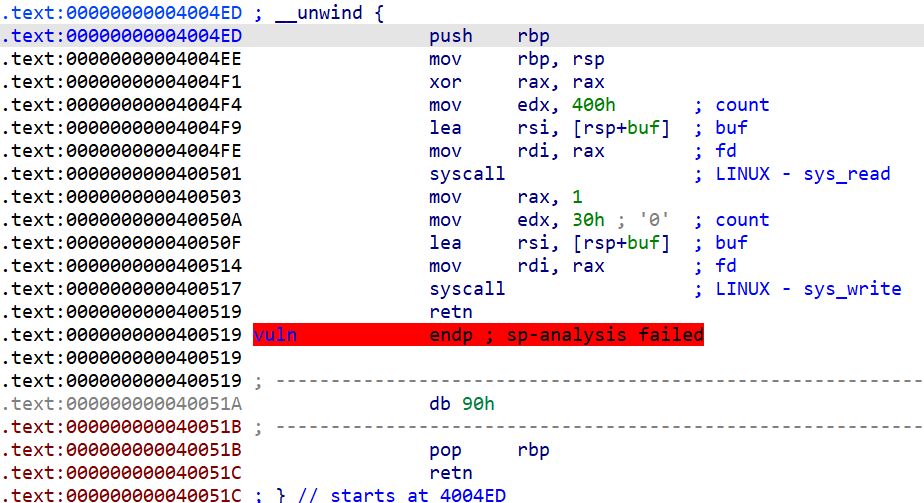 .text:00000000004004ED ; __unwind {
.text:00000000004004ED push rbp
.text:00000000004004EE mov rbp, rsp
.text:00000000004004F1 xor rax, rax
.text:00000000004004F4 mov edx, 400h ; count
.text:00000000004004F9 lea rsi, [rsp+buf] ; buf
.text:00000000004004FE mov rdi, rax ; fd
.text:0000000000400501 syscall ; LINUX - sys_read
.text:0000000000400503 mov rax, 1
.text:000000000040050A mov edx, 30h ; '0' ; count
.text:000000000040050F lea rsi, [rsp+buf] ; buf
.text:0000000000400514 mov rdi, rax ; fd
.text:0000000000400517 syscall ; LINUX - sys_write
.text:0000000000400519 retn
.text:0000000000400519 vuln endp ; sp-analysis failed
.text:0000000000400519
.text:0000000000400519 ; ---------------------------------------------------------
.text:000000000040051A db 90h
.text:000000000040051B ; ---------------------------------------------------------
.text:000000000040051B pop rbp
.text:000000000040051C retn
.text:000000000040051C ; } // starts at 4004ED